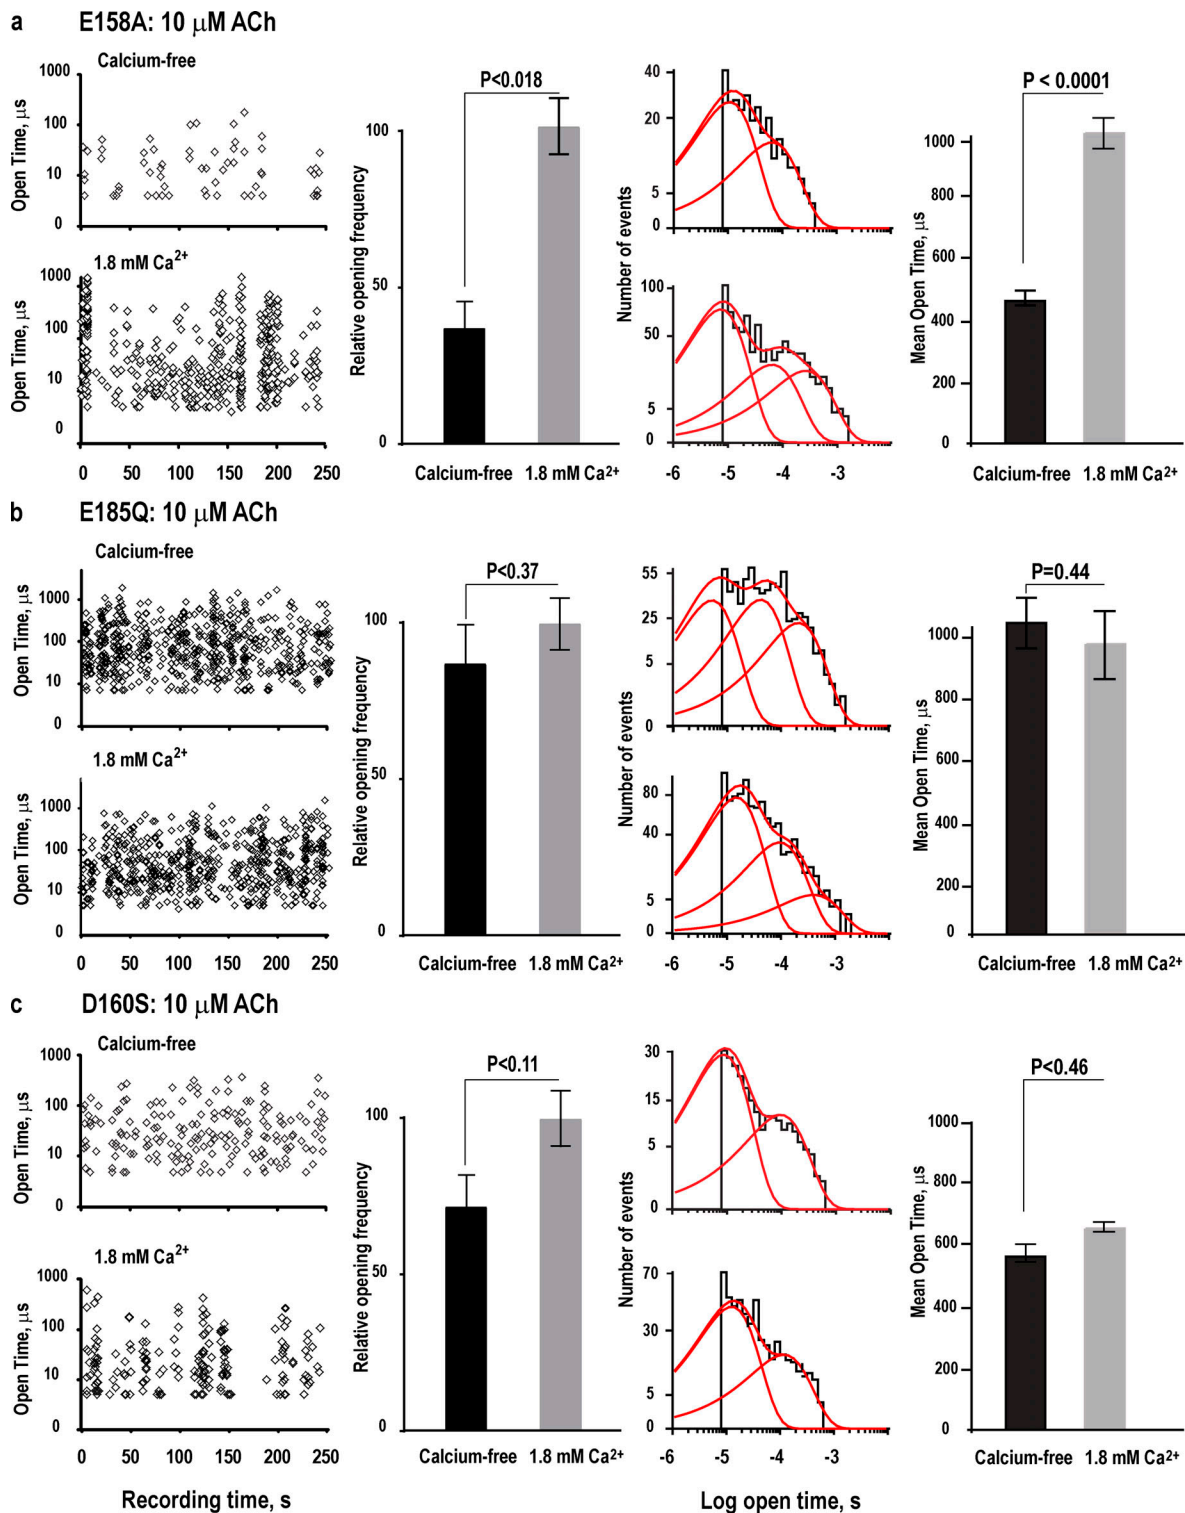 a E158A: 10 μM ACh
Calcium-free
Open Time, μs
1000
100
10
0
1.8 mM Ca2+
Open Time, μs
1000
100
10
0
0 50 100 150 200 250
Relative opening frequency
100
50
0
P<0.018
Calcium-free 1.8 mM Ca2+
Number of events
40
20
5
0
100
50
5
0
-6 -5 -4 -3
Mean Open Time, μs
1000
800
600
400
200
0
P < 0.0001
Calcium-free 1.8 mM Ca2+
b E185Q: 10 μM ACh
Calcium-free
Open Time, μs
1000
100
10
0
1.8 mM Ca2+
Open Time, μs
1000
100
10
0
0 50 100 150 200 250
Relative opening frequency
100
50
0
P<0.37
Calcium-free 1.8 mM Ca2+
Number of events
55
25
5
0
80
40
5
0
-6 -5 -4 -3
Mean Open Time, μs
1000
800
600
400
200
0
P=0.44
Calcium-free 1.8 mM Ca2+
c D160S: 10 μM ACh
Calcium-free
Open Time, μs
1000
100
10
0
1.8 mM Ca2+
Open Time, μs
1000
100
10
0
0 50 100 150 200 250
Recording time, s
Relative opening frequency
100
50
0
P<0.11
Calcium-free 1.8 mM Ca2+
Number of events
30
15
5
0
70
30
5
0
-6 -5 -4 -3
Log open time, s
Mean Open Time, μs
1000
800
600
400
200
0
P<0.46
Calcium-free 1.8 mM Ca2+